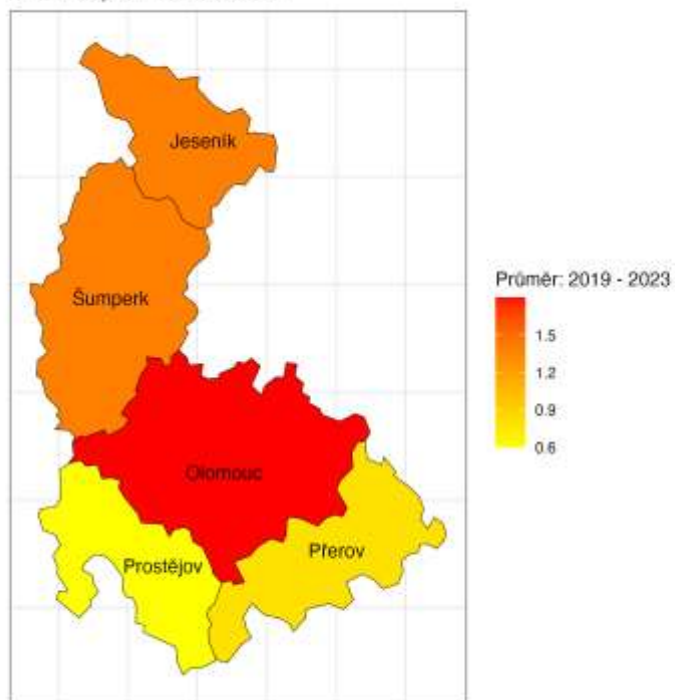 Jeseník
Šumperk
Olomouc
Prostějov
Přerov
Průměr: 2019 - 2023
1.5
1.2
0.9
0.6